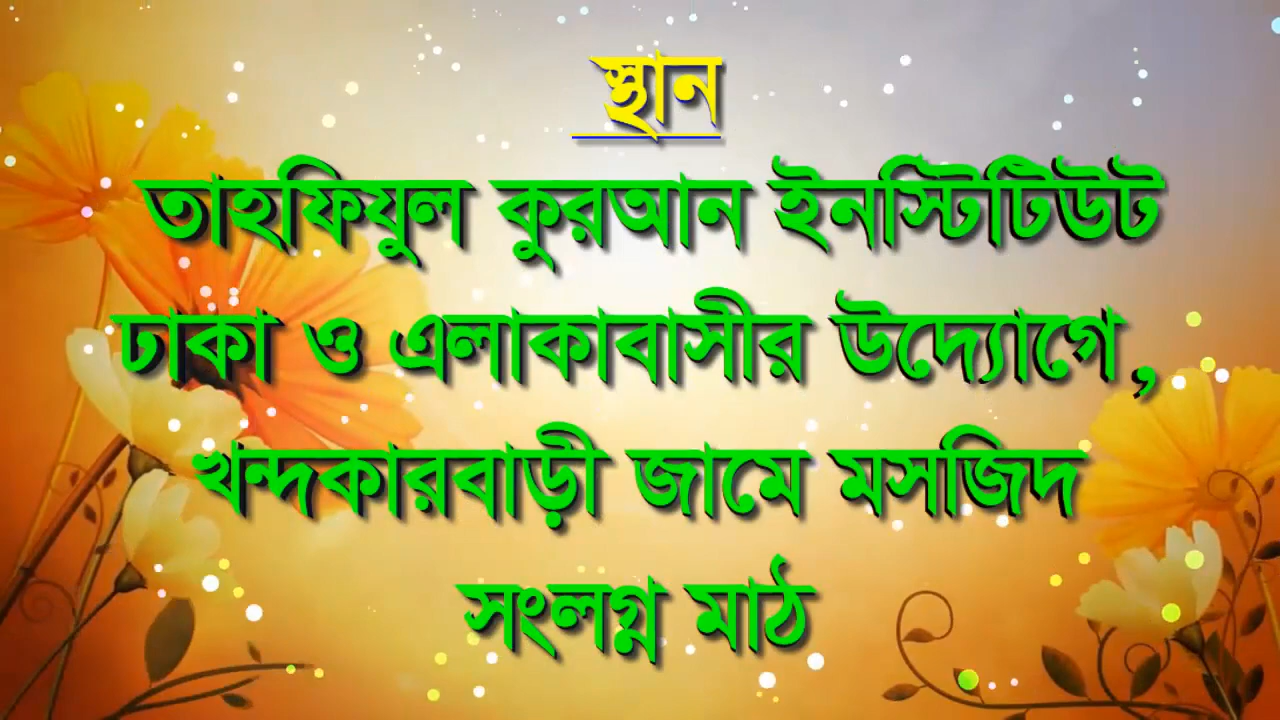 স্থান
তাহফিযুল কুরআন ইনস্টিটিউট
ঢাকা ও এলাকাবাসীর উদ্যোগে,
খন্দকারবাড়ী জামে মসজিদ
সংলগ্ন মাঠ